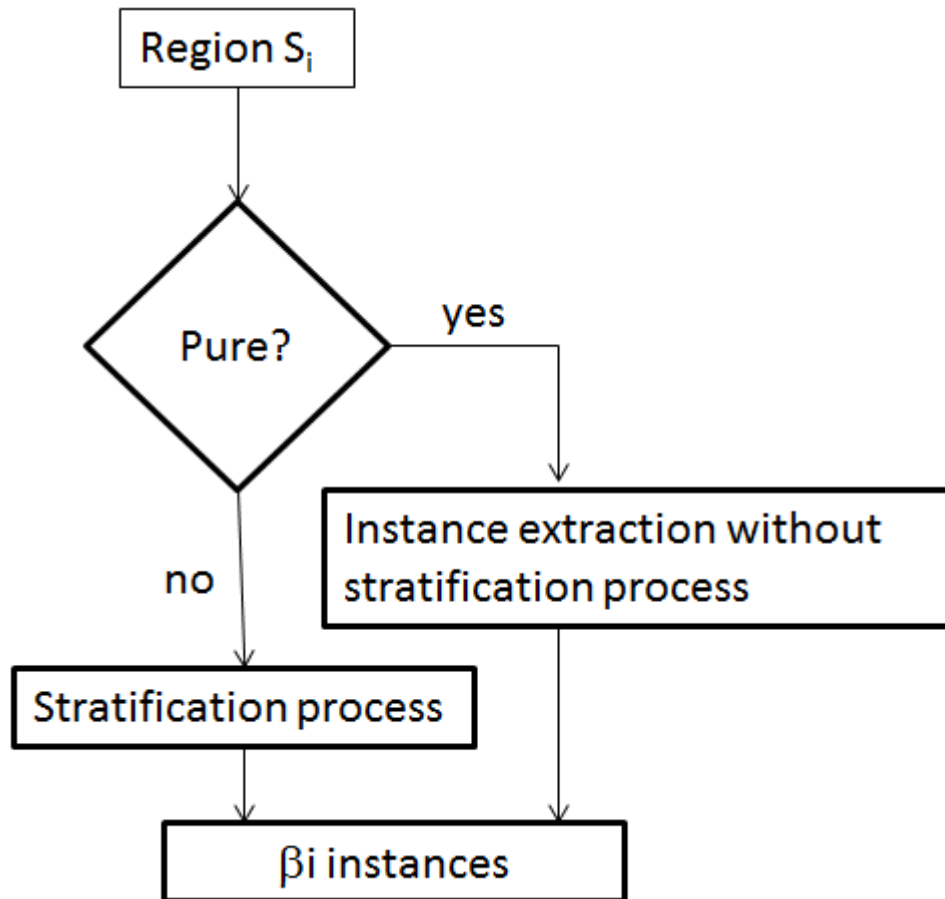 Region Sᵢ
Pure?
yes
no
Instance extraction without
stratification process
Stratification process
βi instances